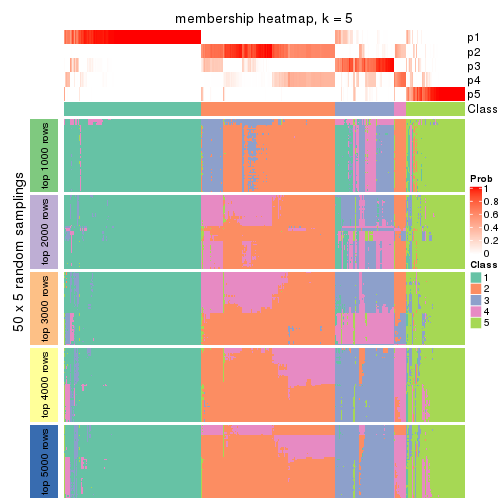 membership heatmap, k = 5
p1
p2
p3
p4
p5
Class
50 x 5 random samplings
top 1000 rows
top 2000 rows
top 3000 rows
top 4000 rows
top 5000 rows
Prob
1
0.8
0.6
0.4
0.2
0
Class
1
2
3
4
5